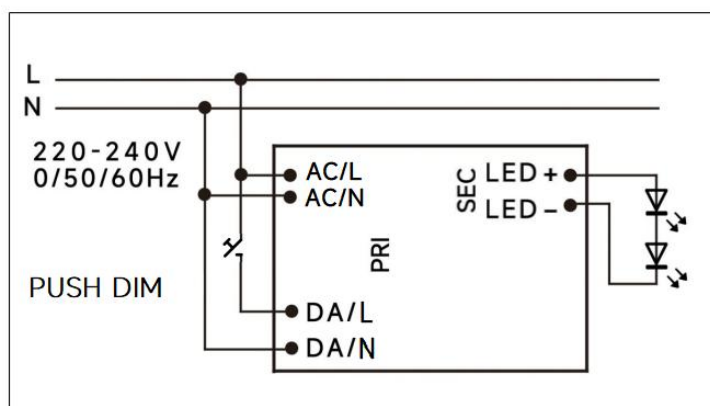 L
N
220-240V
0/50/60Hz
AC/L
AC/N
SEC
LED +
LED -
PRI
PUSH DIM
DA/L
DA/N